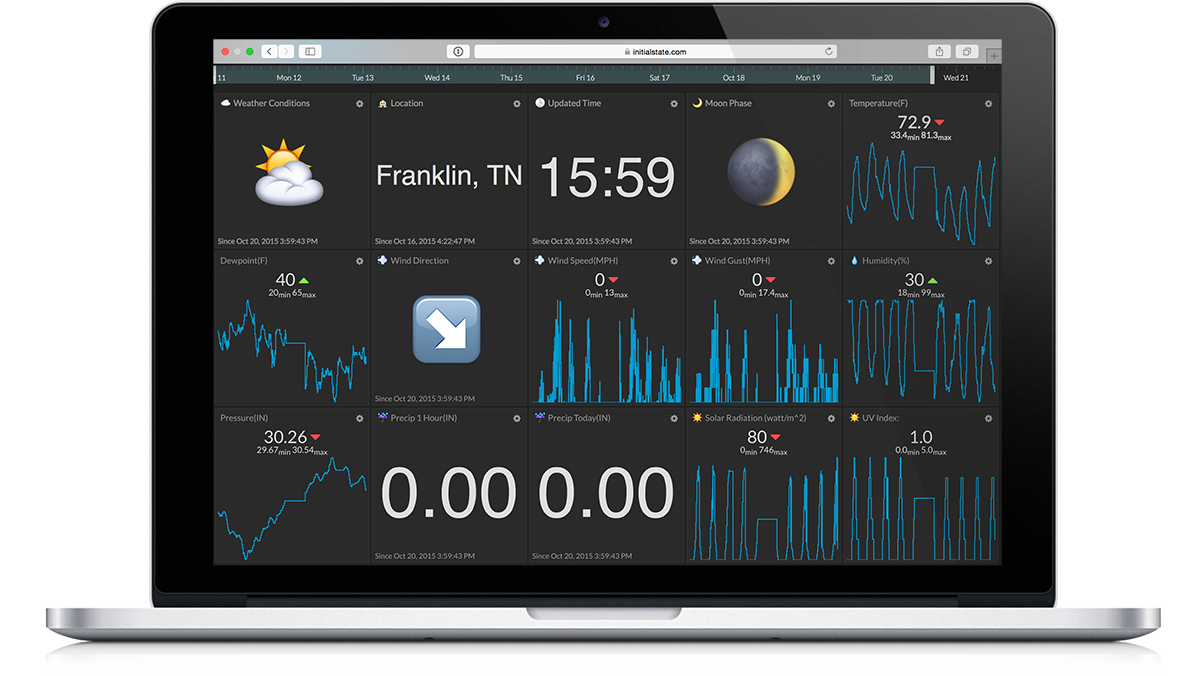 initialstate.com
11 Mon 12 Tue 13 Wed 14 Thu 15 Fri 16 Sat 17 Oct 18 Mon 19 Tue 20 Wed 21
Weather Conditions
Since Oct 20, 2015 3:59:43 PM
Location
Franklin, TN
Since Oct 16, 2015 4:22:47 PM
Updated Time
15:59
Since Oct 20, 2015 3:59:43 PM
Moon Phase
Since Oct 20, 2015 3:59:43 PM
Temperature(F)
72.9
33.4min 81.3max
Dewpoint(F)
40
20min 65max
Wind Direction
Since Oct 20, 2015 3:59:43 PM
Wind Speed(MPH)
0
0min 13max
Wind Gust(MPH)
0
0min 17.4max
Humidity(%)
30
18min 99max
Pressure(IN)
30.26
29.67min 30.54max
Precip 1 Hour(IN)
0.00
Since Oct 20, 2015 3:59:43 PM
Precip Today(IN)
0.00
Since Oct 20, 2015 3:59:43 PM
Solar Radiation (watt/m^2)
80
0min 746max
UV Index:
1.0
0.0min 5.0max